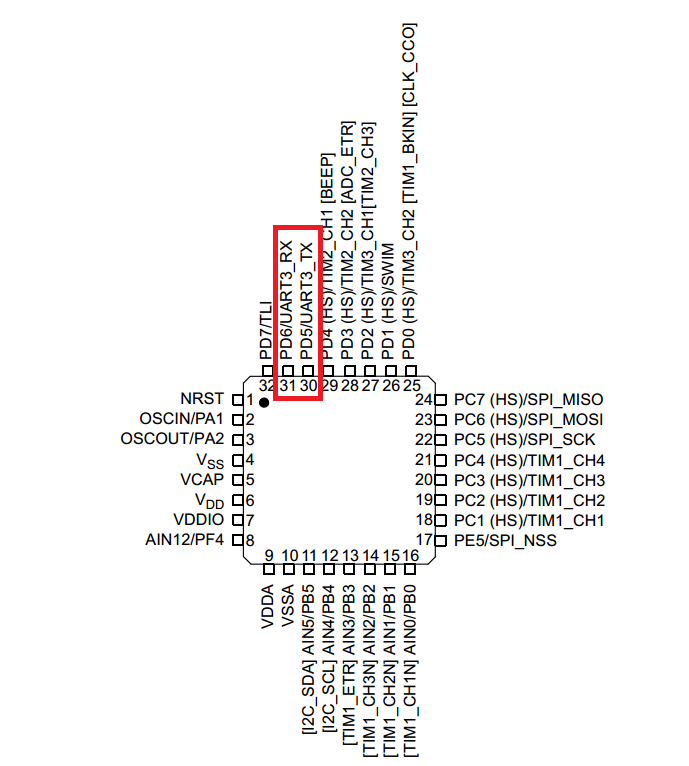 PD7/TLI
PD6/UART3_RX
PD5/UART3_TX
PD4 (HS)/TIM2_CH1 [BEEP]
PD3 (HS)/TIM2_CH2 [ADC_ETR]
PD2 (HS)/TIM3_CH1[TIM2_CH3]
PD1 (HS)/SWIM
PD0 (HS)/TIM3_CH2 [TIM1_BKIN] [CLK_CCO]
32 31 30 29 28 27 26 25
NRST 1
OSCIN/PA1 2
OSCOUT/PA2 3
VSS 4
VCAP 5
VDD 6
VDDIO 7
AIN12/PF4 8
24 PC7 (HS)/SPI_MISO
23 PC6 (HS)/SPI_MOSI
22 PC5 (HS)/SPI_SCK
21 PC4 (HS)/TIM1_CH4
20 PC3 (HS)/TIM1_CH3
19 PC2 (HS)/TIM1_CH2
18 PC1 (HS)/TIM1_CH1
17 PE5/SPI_NSS
9 10 11 12 13 14 15 16
VDDA
VSSA
[I2C_SDA] AIN5/PB5
[I2C_SCL] AIN4/PB4
[TIM1_ETR] AIN3/PB3
[TIM1_CH3N] AIN2/PB2
[TIM1_CH2N] AIN1/PB1
[TIM1_CH1N] AIN0/PB0